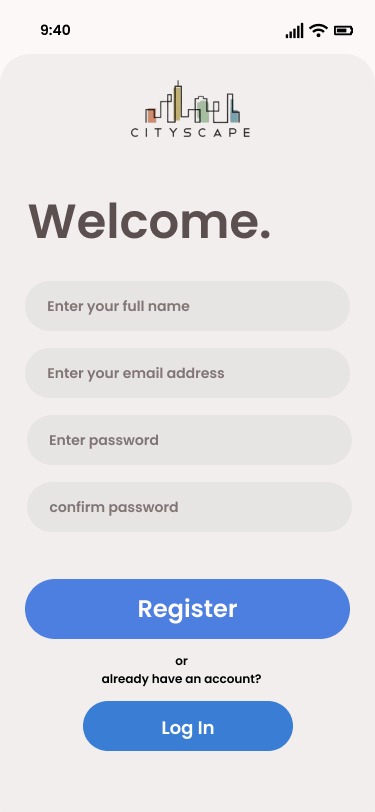 9:40
CITYSCAPE
Welcome.
Enter your full name
Enter your email address
Enter password
confirm password
Register
or
already have an account?
Log In